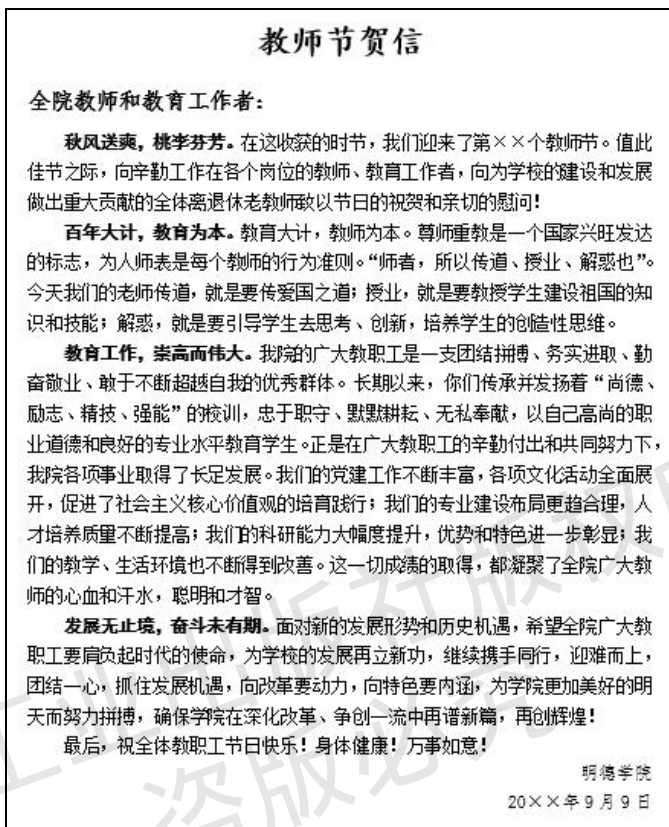 教师节贺信
全院教师和教育工作者：
秋风送爽，桃李芬芳。在这收获的时节，我们迎来了第××个教师节。值此
佳节之际，向辛勤工作在各个岗位的教师、教育工作者，向为学校的建设和发展
做出重大贡献的全体离退休老教师致以节日的祝贺和亲切的慰问！
百年大计，教育为本。教育大计，教师为本。尊师重教是一个国家兴旺发达
的标志，为人师表是每个教师的行为准则。“师者，所以传道、授业、解惑也”。
今天我们的老师传道，就是要传爱国之道；授业，就是要教授学生建设祖国的知
识和技能；解惑，就是要引导学生去思考、创新，培养学生的创造性思维。
教育工作，崇高而伟大。我院的广大教职工是一支团结拼搏、务实进取、勤
奋敬业、敢于不断超越自我的优秀群体。长期以来，你们传承并发扬着“尚德、
励志、精技、强能”的校训，忠于职守、默默耕耘、无私奉献，以自己高尚的职
业道德和良好的专业水平教育学生。正是在广大教职工的辛勤付出和共同努力下，
我院各项事业取得了长足发展。我们的党建工作不断丰富，各项文化活动全面展
开，促进了社会主义核心价值观的培育践行；我们的专业建设布局更趋合理，人
才培养质量不断提高；我们的科研能力大幅度提升，优势和特色进一步彰显；我
们的教学、生活环境也不断得到改善。这一切成绩的取得，都凝聚了全院广大教
师的心血和汗水，聪明和才智。
发展无止境，奋斗未有期。面对新的发展形势和历史机遇，希望全院广大教
职工要肩负起时代的使命，为学校的发展再立新功，继续携手同行，迎难而上，
团结一心，抓住发展机遇，向改革要动力，向特色要内涵，为学院更加美好的明
天而努力拼搏，确保学院在深化改革、争创一流中再谱新篇，再创辉煌！
最后，祝全体教职工节日快乐！身体健康！万事如意！
明德学院
20××年9月9日
工业出版社版权
盗版必究